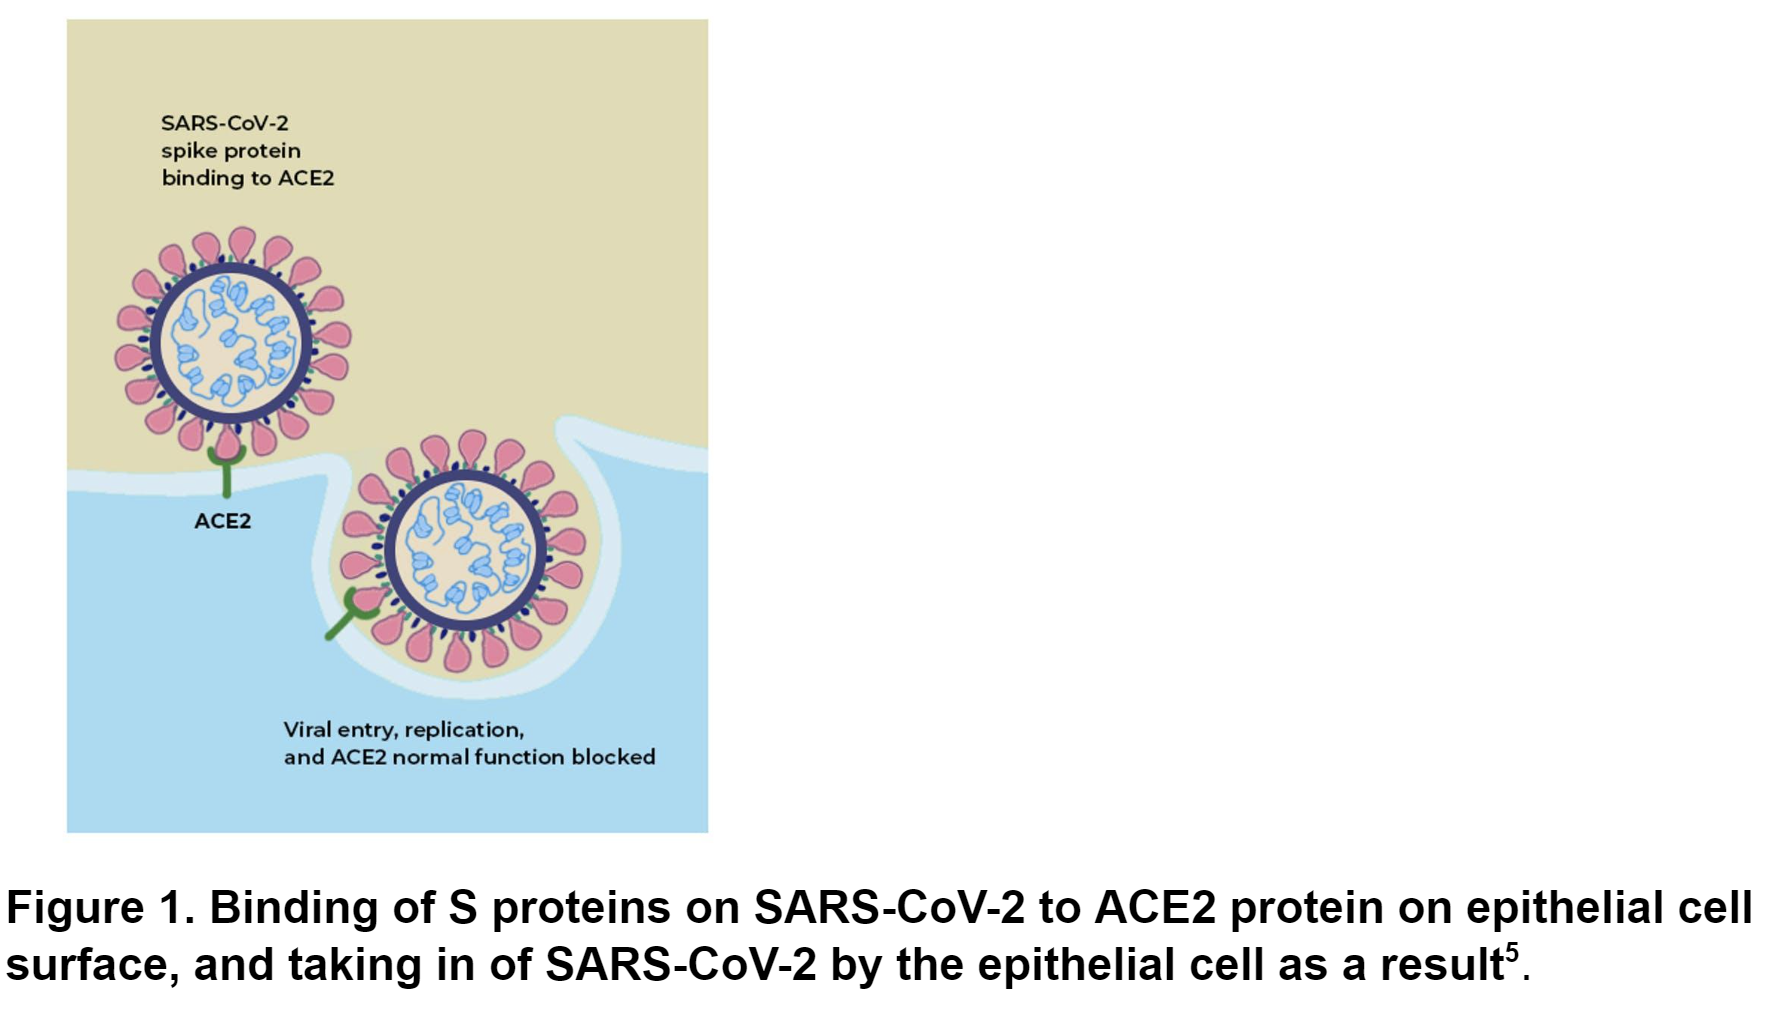 SARS-CoV-2
spike protein
binding to ACE2
ACE2
Viral entry, replication,
and ACE2 normal function blocked
Figure 1. Binding of S proteins on SARS-CoV-2 to ACE2 protein on epithelial cell
surface, and taking in of SARS-CoV-2 by the epithelial cell as a result⁵.